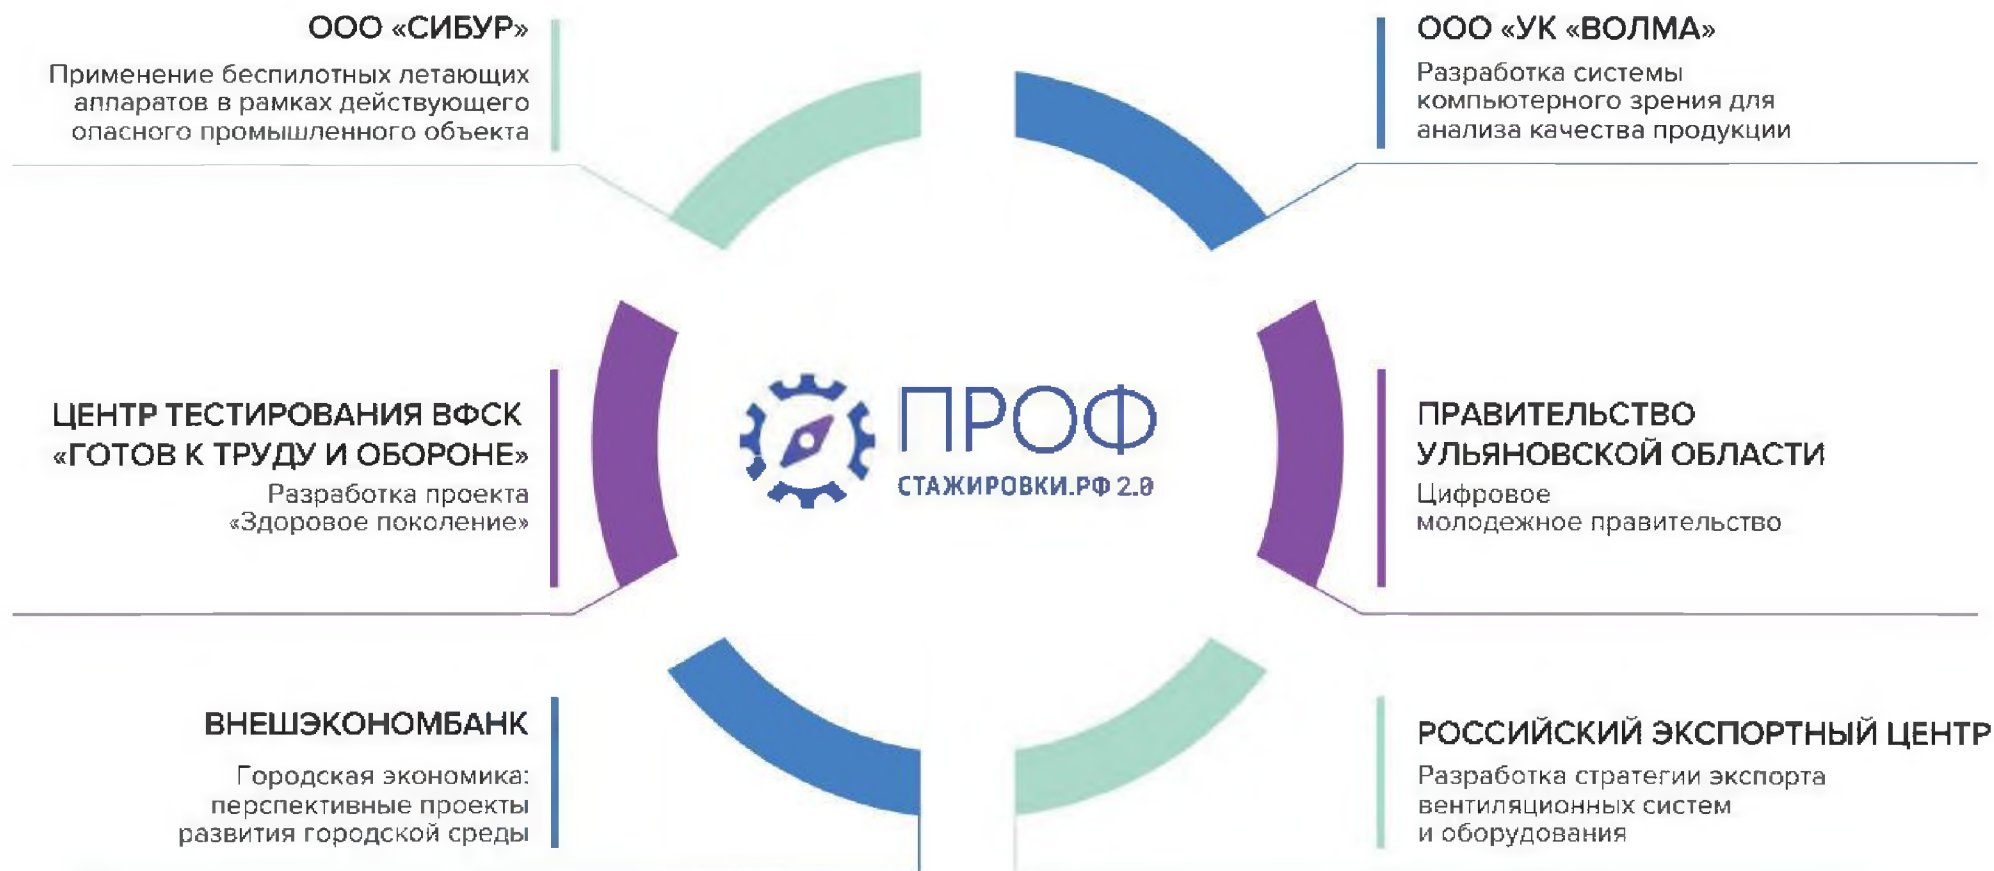 ООО «СИБУР»
Применение беспилотных летающих
аппаратов в рамках действующего
опасного промышленного объекта
ООО «УК «ВОЛМА»
Разработка системы
компьютерного зрения для
анализа качества продукции
ЦЕНТР ТЕСТИРОВАНИЯ ВФСК
«ГОТОВ К ТРУДУ И ОБОРОНЕ»
Разработка проекта
«Здоровое поколение»
ПРОФ
СТАЖИРОВКИ.РФ 2.0
ПРАВИТЕЛЬСТВО
УЛЬЯНОВСКОЙ ОБЛАСТИ
Цифровое
молодежное правительство
ВНЕШЭКОНОМБАНК
Городская экономика:
перспективные проекты
развития городской среды
РОССИЙСКИЙ ЭКСПОРТНЫЙ ЦЕНТР
Разработка стратегии экспорта
вентиляционных систем
и оборудования